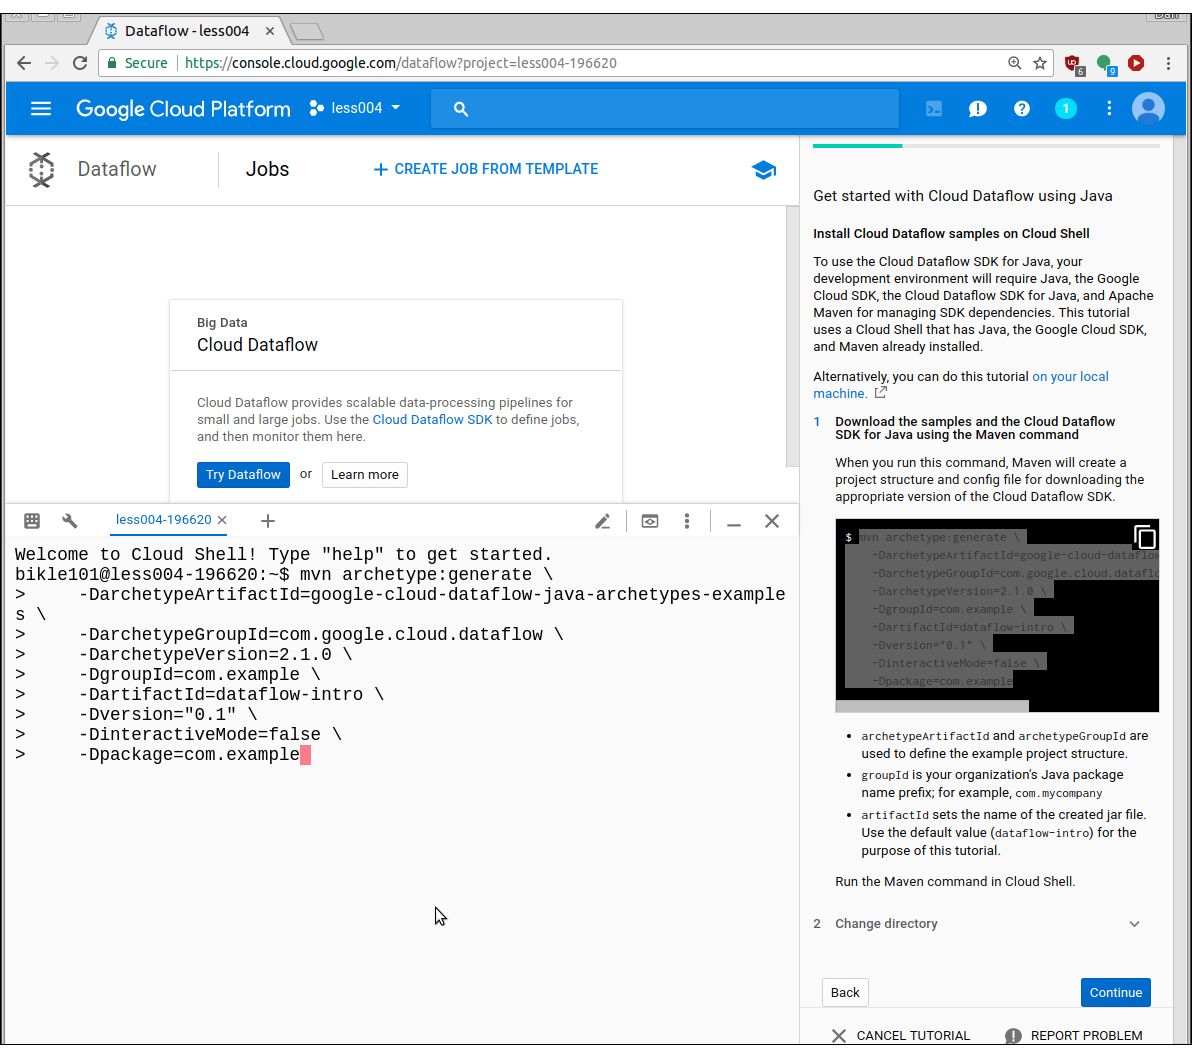 Dan
Dataflow - less004
Secure
https://console.cloud.google.com/dataflow?project=less004-196620
6
9
Google Cloud Platform
less004
1
Dataflow
Jobs
CREATE JOB FROM TEMPLATE
Big Data
Cloud Dataflow
Cloud Dataflow provides scalable data-processing pipelines for
small and large jobs. Use the Cloud Dataflow SDK to define jobs,
and then monitor them here.
Try Dataflow or Learn more
less004-196620
Welcome to Cloud Shell! Type "help" to get started.
bikle101@less004-196620:~$ mvn archetype:generate \
> -DarchetypeArtifactId=google-cloud-dataflow-java-archetypes-example
s \
> -DarchetypeGroupId=com.google.cloud.dataflow \
> -DarchetypeVersion=2.1.0 \
> -DgroupId=com.example \
> -DartifactId=dataflow-intro \
> -Dversion="0.1" \
> -DinteractiveMode=false \
> -Dpackage=com.example
Get started with Cloud Dataflow using Java
Install Cloud Dataflow samples on Cloud Shell
To use the Cloud Dataflow SDK for Java, your
development environment will require Java, the Google
Cloud SDK, the Cloud Dataflow SDK for Java, and Apache
Maven for managing SDK dependencies. This tutorial
uses a Cloud Shell that has Java, the Google Cloud SDK,
and Maven already installed.
Alternatively, you can do this tutorial on your local
machine.
1 Download the samples and the Cloud Dataflow
SDK for Java using the Maven command
When you run this command, Maven will create a
project structure and config file for downloading the
appropriate version of the Cloud Dataflow SDK.
$ mvn archetype:generate \
-DarchetypeArtifactId=google-cloud-dataflow
-DarchetypeGroupId=com.google.cloud.dataflo
-DarchetypeVersion=2.1.0 \
-DgroupId=com.example \
-DartifactId=dataflow-intro \
-Dversion="0.1" \
-DinteractiveMode=false \
-Dpackage=com.example
• archetypeArtifactId and archetypeGroupId are
used to define the example project structure.
• groupId is your organization's Java package
name prefix; for example, com.mycompany
• artifactId sets the name of the created jar file.
Use the default value (dataflow-intro) for the
purpose of this tutorial.
Run the Maven command in Cloud Shell.
2 Change directory
Back
Continue
CANCEL TUTORIAL
REPORT PROBLEM